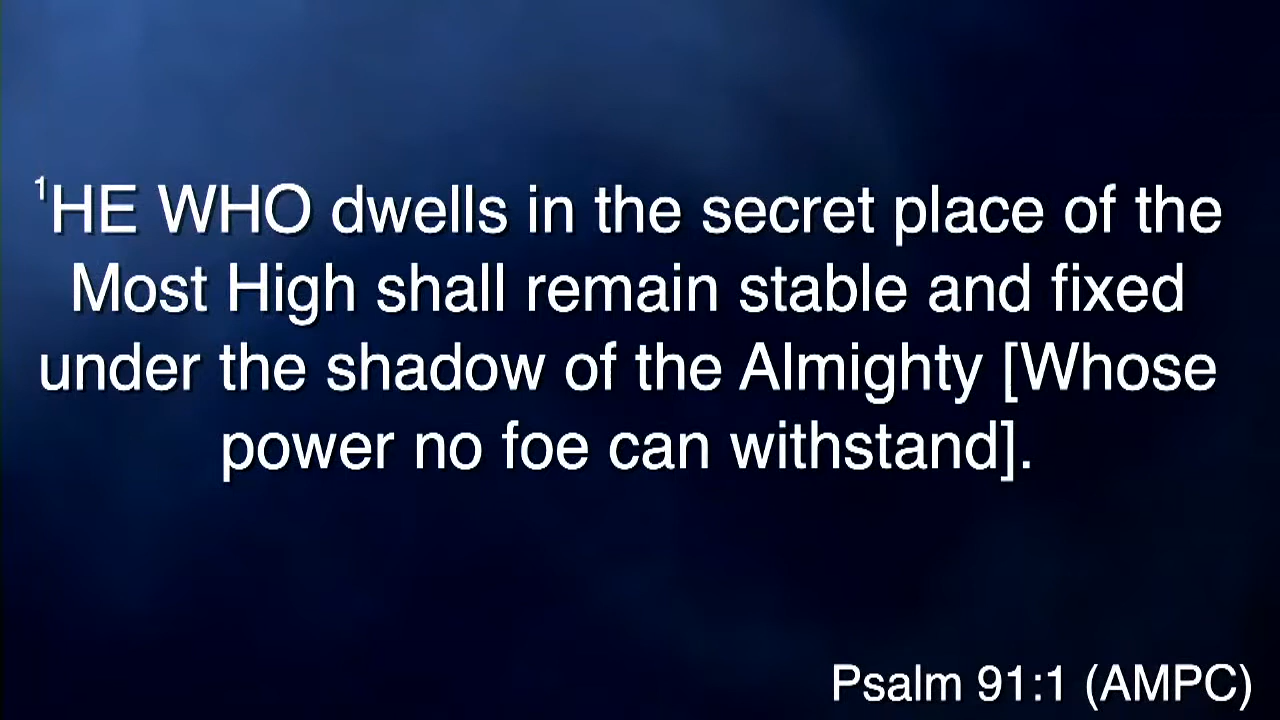 ¹HE WHO dwells in the secret place of the
Most High shall remain stable and fixed
under the shadow of the Almighty [Whose
power no foe can withstand].
Psalm 91:1 (AMPC)